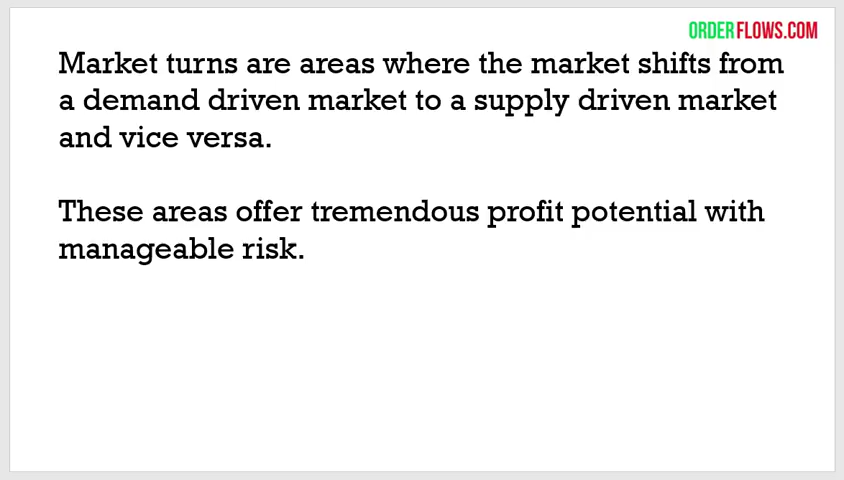 ORDERFLOWS.COM
Market turns are areas where the market shifts from
a demand driven market to a supply driven market
and vice versa.
These areas offer tremendous profit potential with
manageable risk.